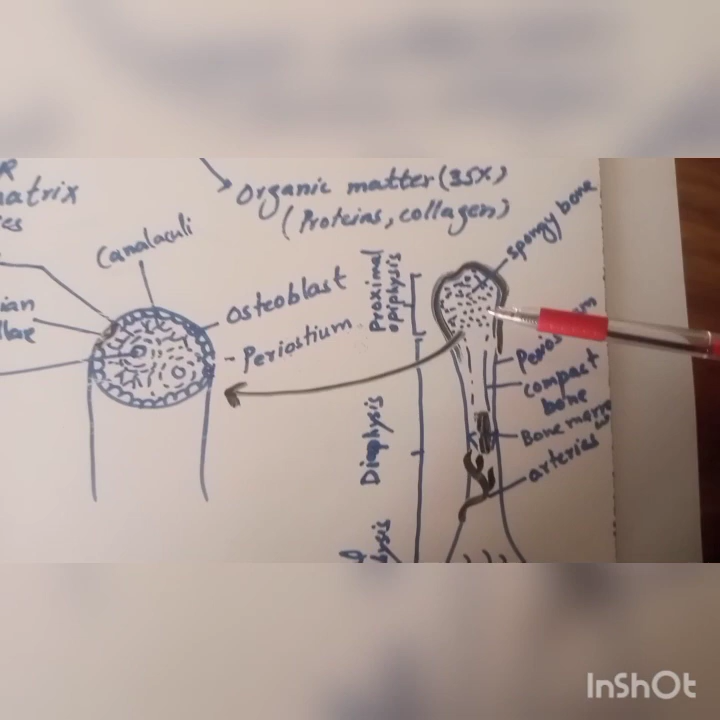 matrix
Organic matter (35%)
(Proteins, collagen)
Canalaculi
Osteoblast
- Periostium
Proximal
epiphysis
spongy bone
compact
bone
Bone marrow
arteries
Diaphysis
InShOt